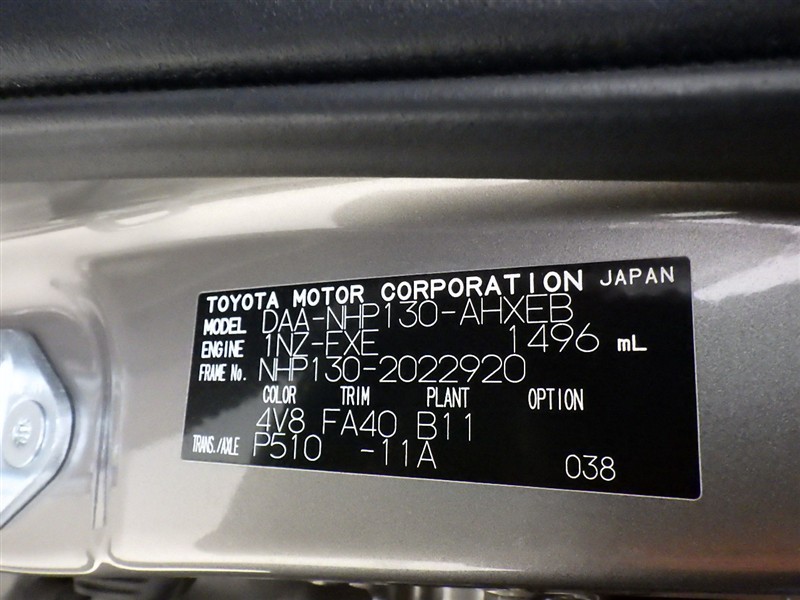 TOYOTA MOTOR CORPORATION JAPAN
MODEL DAA-NHP130-AHXEB
ENGINE 1NZ-EXE 1496 mL
FRAME No. NHP130-2022920
COLOR TRIM PLANT OPTION
4V8 FA40 B11
TRANS./AXLE P510 -11A 038